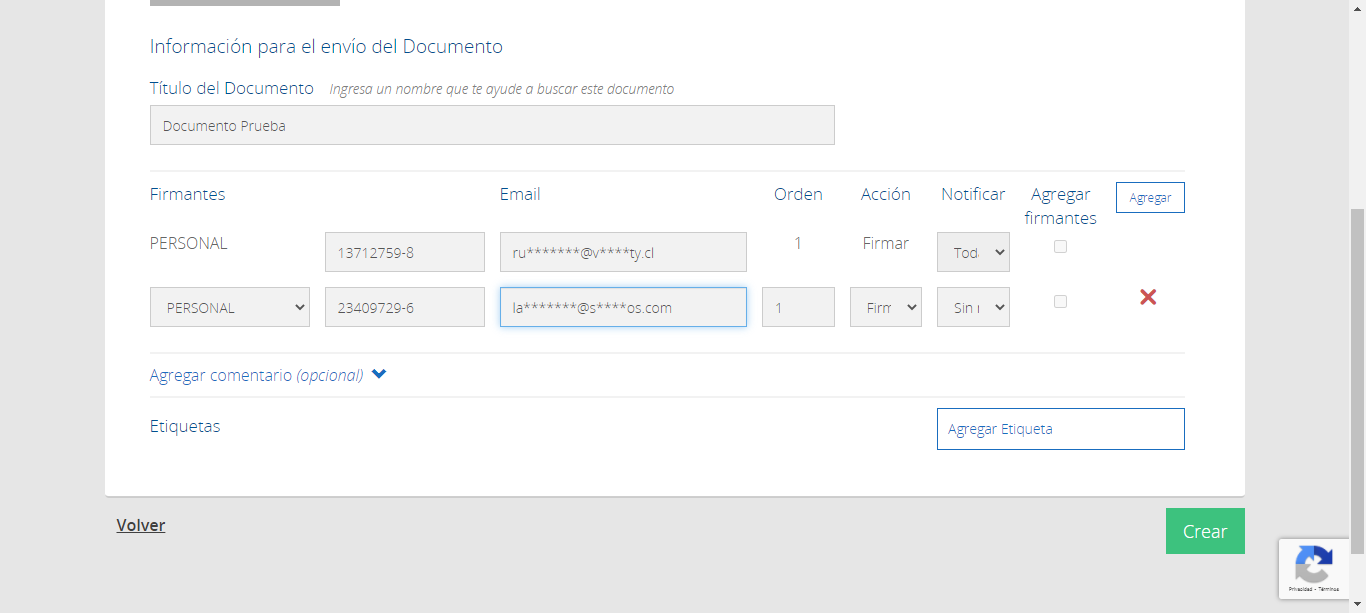 Información para el envío del Documento
Título del Documento Ingresa un nombre que te ayude a buscar este documento
Documento Prueba
Firmantes Email Orden Acción Notificar Agregar firmantes Agregar
PERSONAL 13712759-8 ru*******@v****ty.cl 1 Firmar Tod
PERSONAL 23409729-6 la*******@s****os.com 1 Firm Sin
Agregar comentario (opcional)
Etiquetas Agregar Etiqueta
Volver Crear
Privacidad - Términos